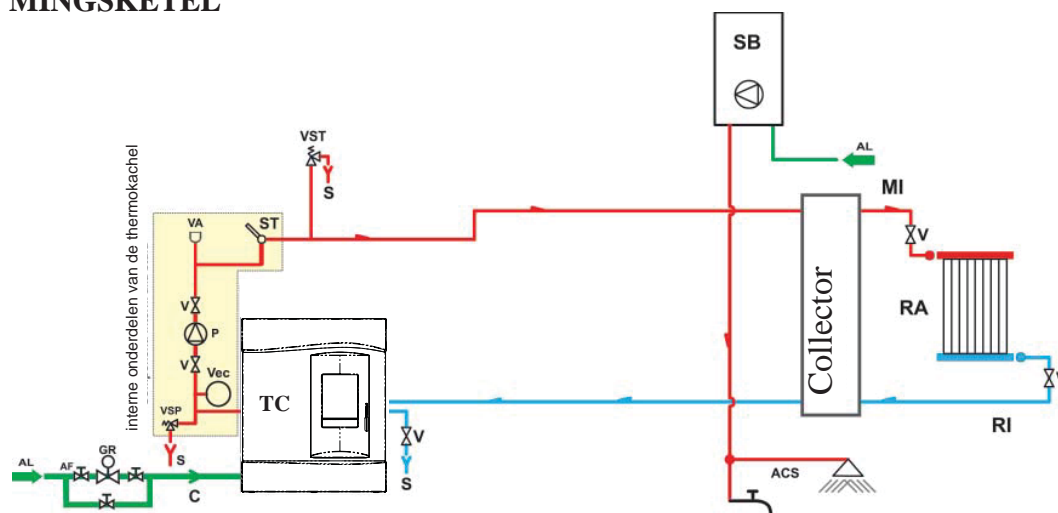 MINGSKETEL
SB
VST
AL
S
MI
interne onderdelen van de thermokachel
VA
ST
V
V
P
RA
Collector
V
Vec
TC
V
VSP
RI
GR
V
AL
AF
S
S
C
ACS